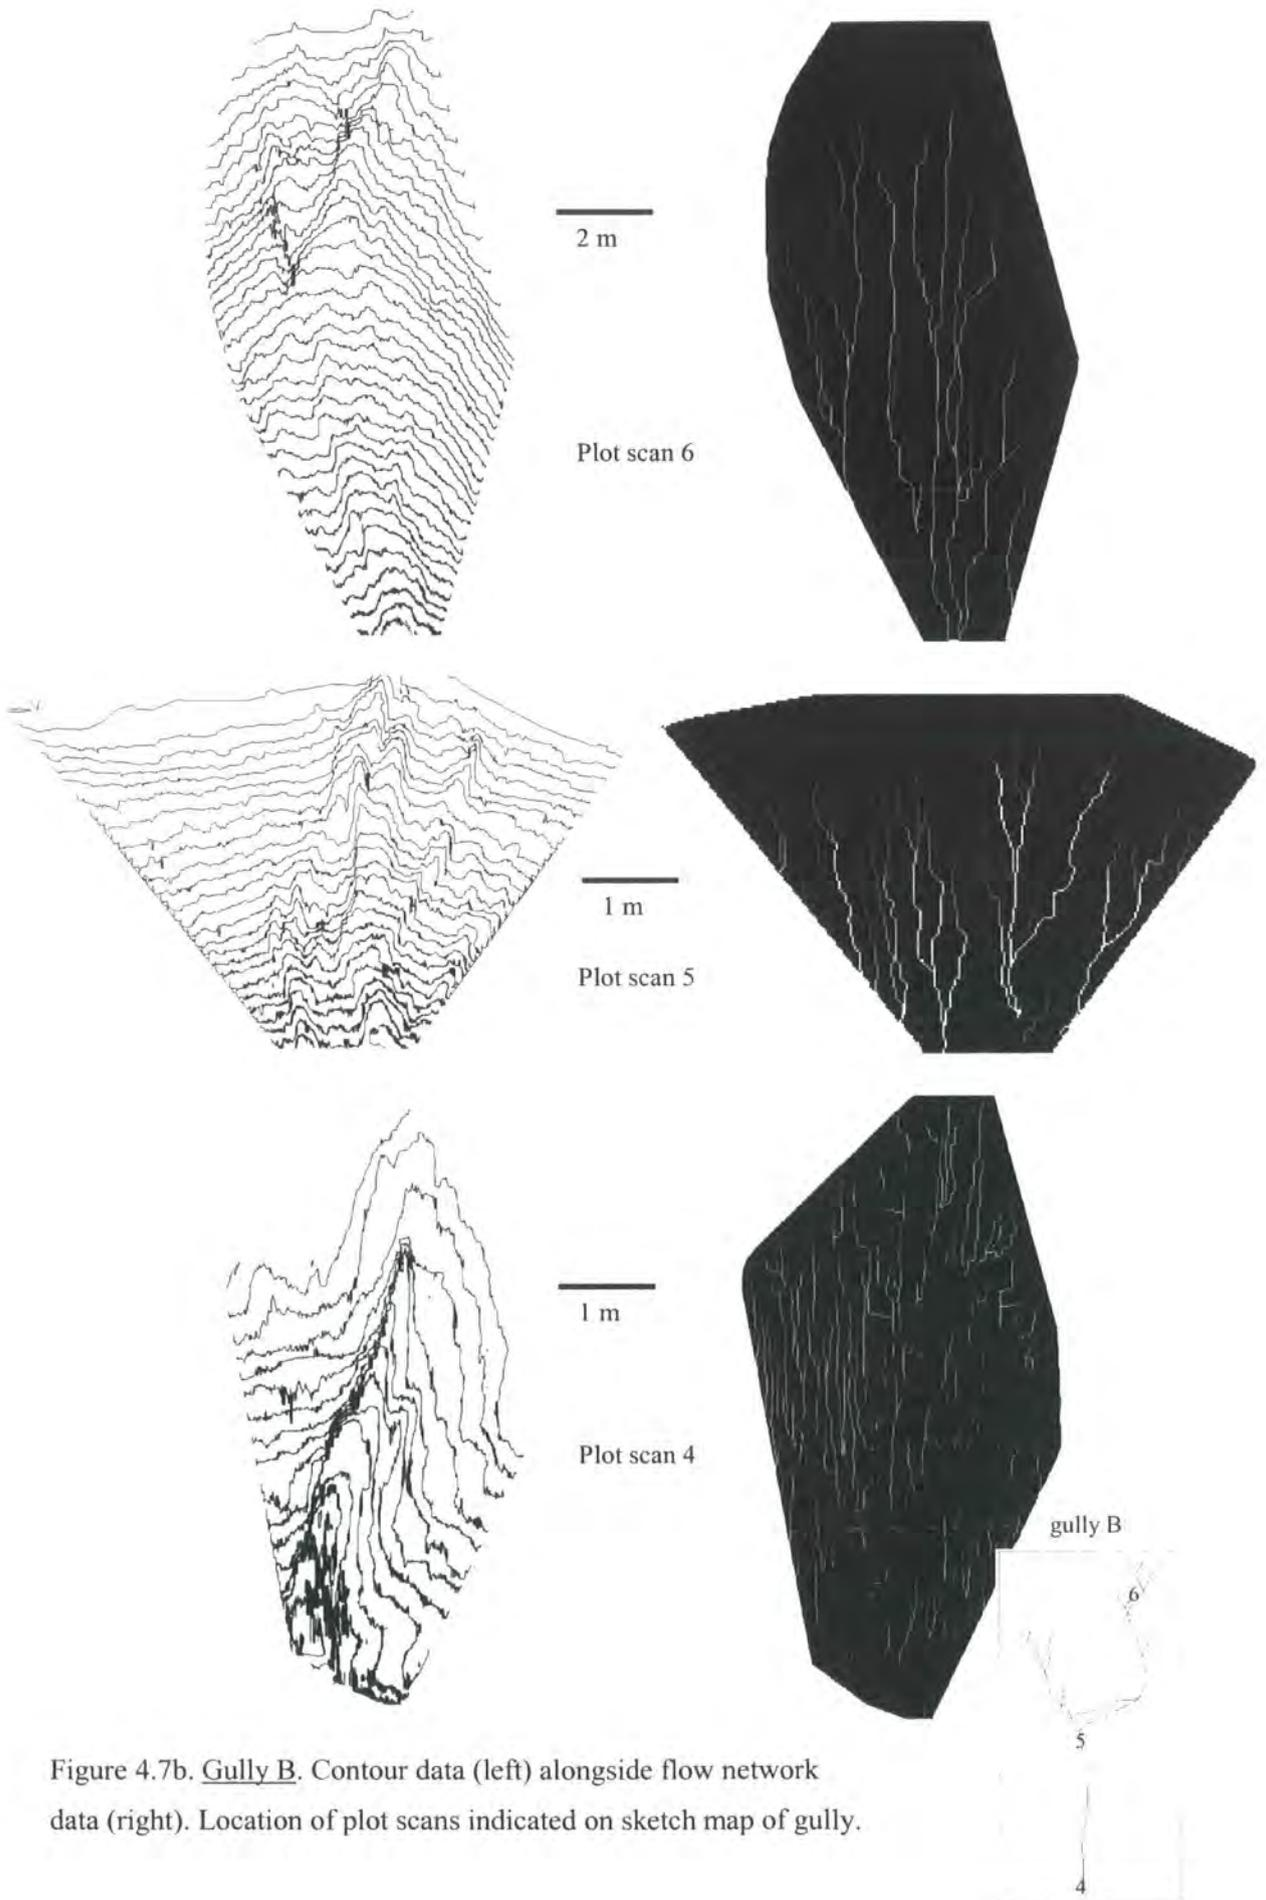 2 m
Plot scan 6
1 m
Plot scan 5
1 m
Plot scan 4
gully B
6
5
4
Figure 4.7b. Gully B. Contour data (left) alongside flow network
data (right). Location of plot scans indicated on sketch map of gully.